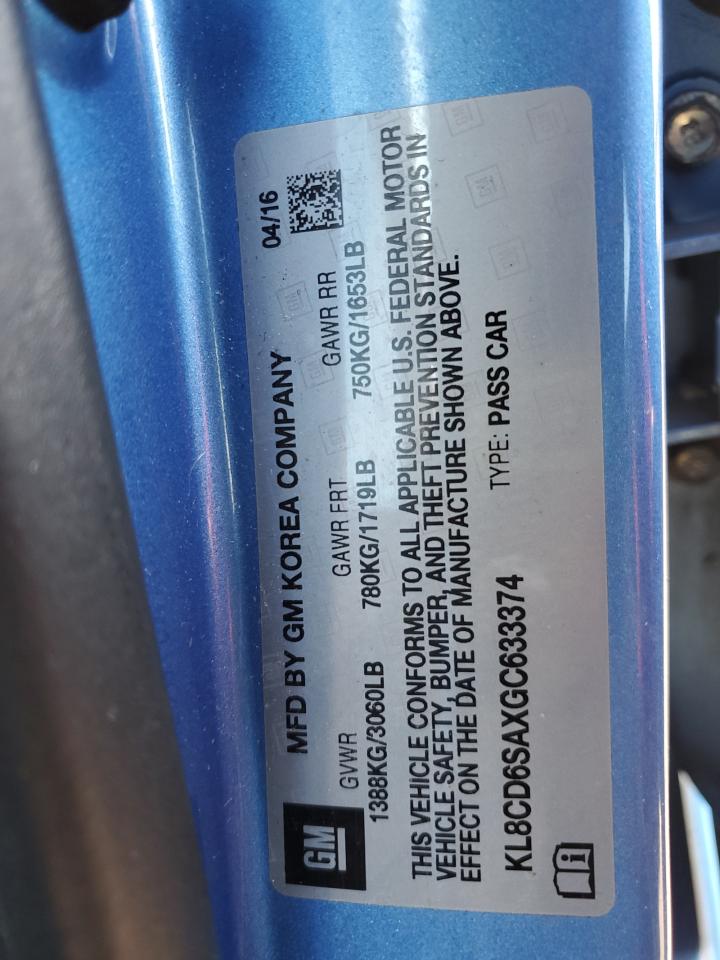 GM
MFD BY GM KOREA COMPANY 04/16
GVWR GAWR FRT GAWR RR
1388KG/3060LB 780KG/1719LB 750KG/1653LB
THIS VEHICLE CONFORMS TO ALL APPLICABLE U.S. FEDERAL MOTOR
VEHICLE SAFETY, BUMPER, AND THEFT PREVENTION STANDARDS IN
EFFECT ON THE DATE OF MANUFACTURE SHOWN ABOVE.
KL8CD6SAXGC633374 TYPE: PASS CAR